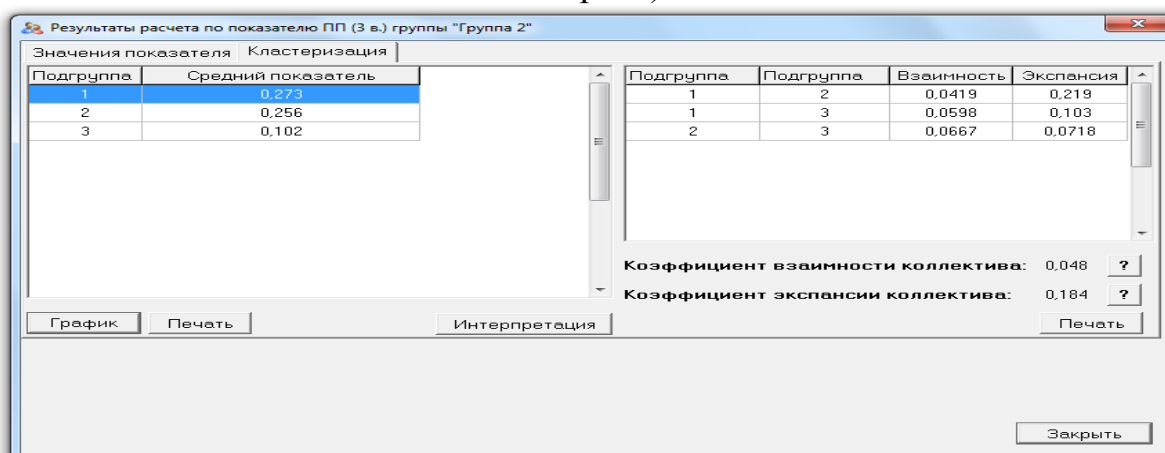 Результаты расчета по показателю ПП (3 в.) группы "Группа 2"
Значения показателя Кластеризация
Подгруппа Средний показатель
1 0,273
2 0,256
3 0,102
Подгруппа Подгруппа Взаимность Экспансия
1 2 0,0419 0,219
1 3 0,0598 0,103
2 3 0,0667 0,0718
Коэффициент взаимности коллектива: 0,048 ?
Коэффициент экспансии коллектива: 0,184 ?
График Печать Интерпретация Печать
Закрыть